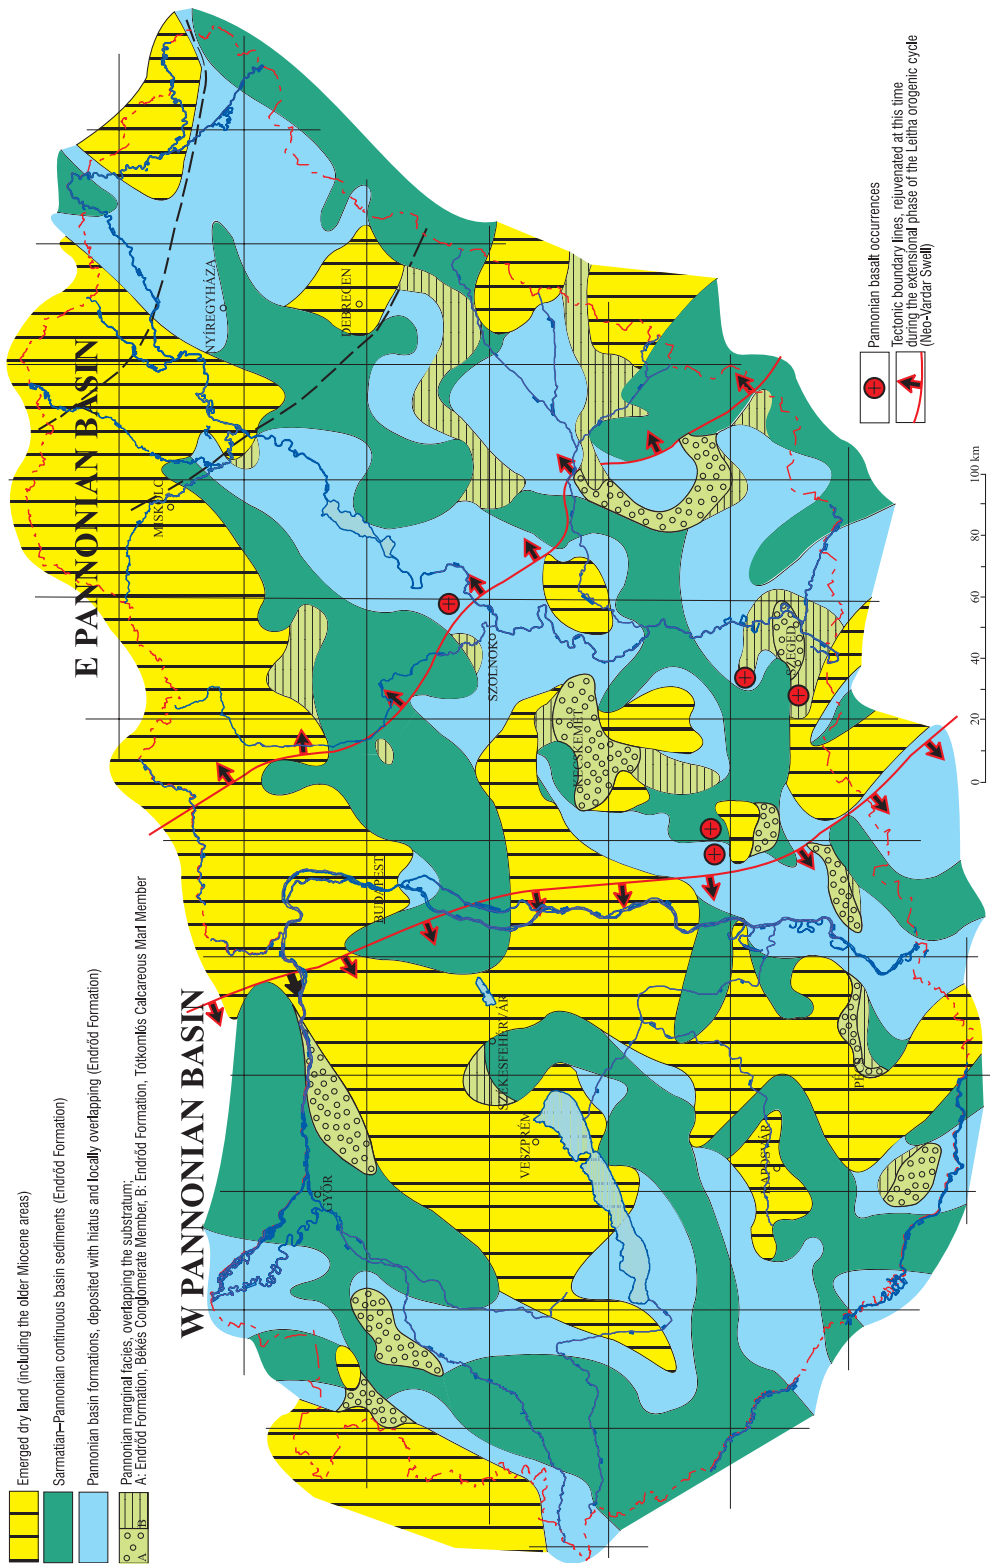 Emerged dry land (including the older Miocene areas)
Sarmatian–Pannonian continuous basin sediments (Endrőd Formation)
Pannonian basin formations, deposited with hiatus and locally overlapping (Endrőd Formation)
A
B
Pannonian marginal facies, overlapping the substratum;
A: Endrőd Formation, Békés Conglomerate Member, B: Endrőd Formation, Tótkomlós Calcareous Marl Member
W PANNONIAN BASIN
E PANNONIAN BASIN
GYŐR
BUDAPEST
MISKOLC
NYÍREGYHÁZA
DEBRECEN
SZOLNOK
SZÉKESFEHÉRVÁR
VESZPRÉM
KECSKEMÉT
KAPOSVÁR
PÉCS
SZEGED
0 20 40 60 80 100 km
Pannonian basalt occurrences
Tectonic boundary lines, rejuvenated at this time
during the extensional phase of the Leitha orogenic cycle
(Neo-Vardar Swell)